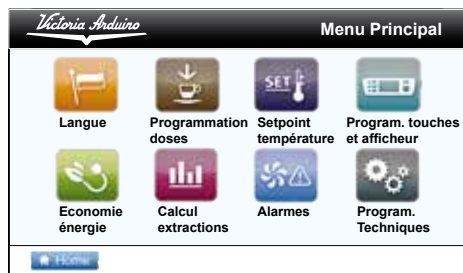 Victoria Arduino
Menu Principal
SET
Langue
Programmation
doses
Setpoint
température
Program. touches
et afficheur
Economie
énergie
Calcul
extractions
Alarmes
Program.
Techniques
Home